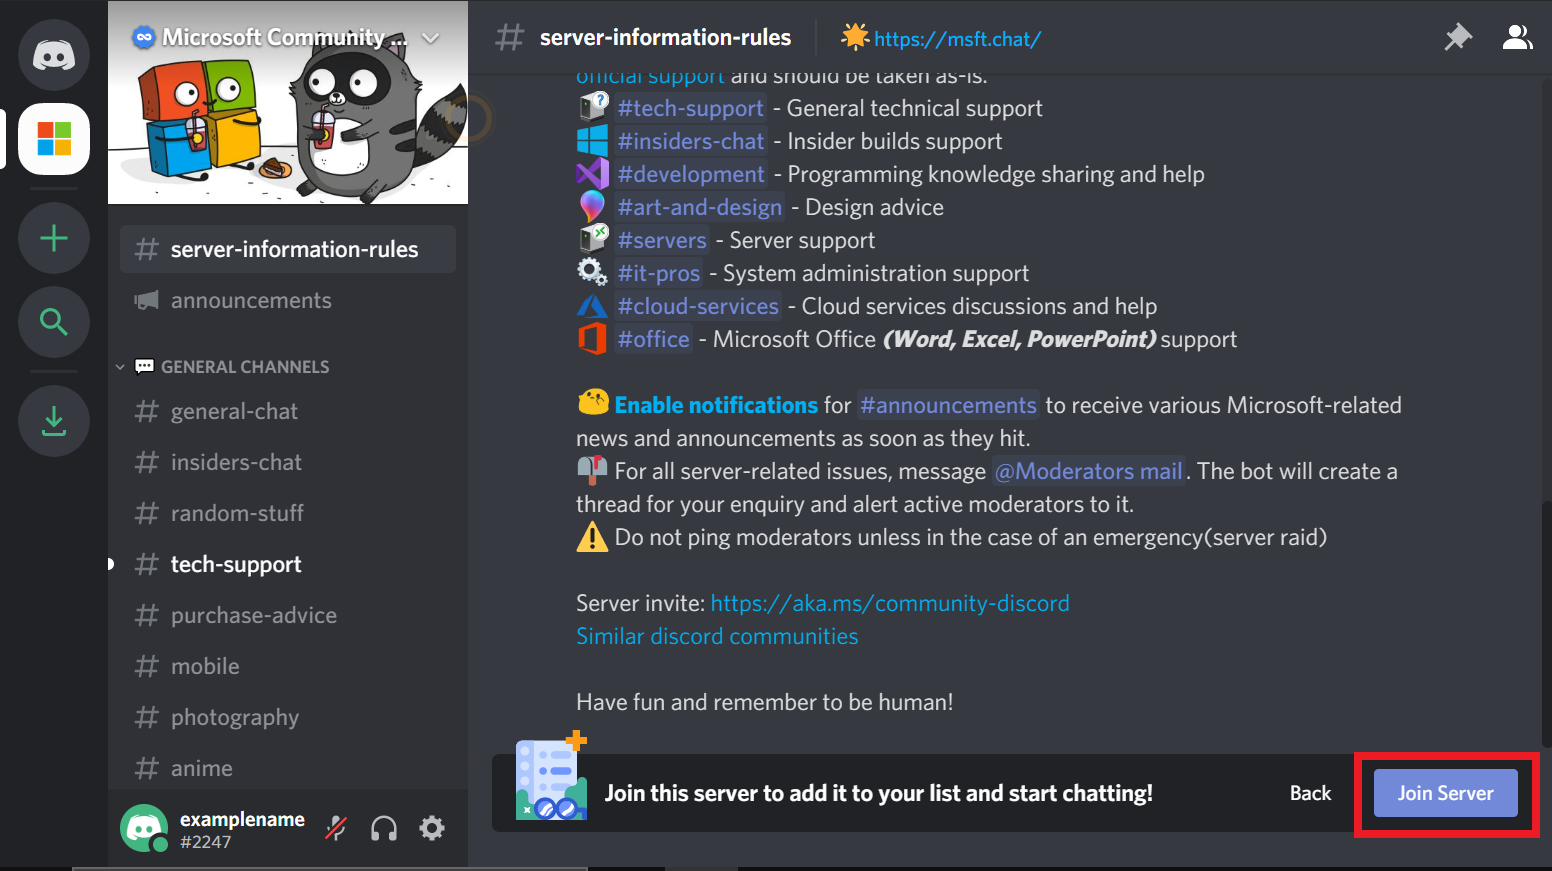 Microsoft Community ...
server-information-rules
announcements
GENERAL CHANNELS
general-chat
insiders-chat
random-stuff
tech-support
purchase-advice
mobile
photography
anime
examplename
#2247
server-information-rules
https://msft.chat/
official support and should be taken as-is.
#tech-support - General technical support
#insiders-chat - Insider builds support
#development - Programming knowledge sharing and help
#art-and-design - Design advice
#servers - Server support
#it-pros - System administration support
#cloud-services - Cloud services discussions and help
#office - Microsoft Office (Word, Excel, PowerPoint) support
Enable notifications for #announcements to receive various Microsoft-related
news and announcements as soon as they hit.
For all server-related issues, message @Moderators mail. The bot will create a
thread for your enquiry and alert active moderators to it.
Do not ping moderators unless in the case of an emergency(server raid)
Server invite: https://aka.ms/community-discord
Similar discord communities
Have fun and remember to be human!
Join this server to add it to your list and start chatting!
Back
Join Server